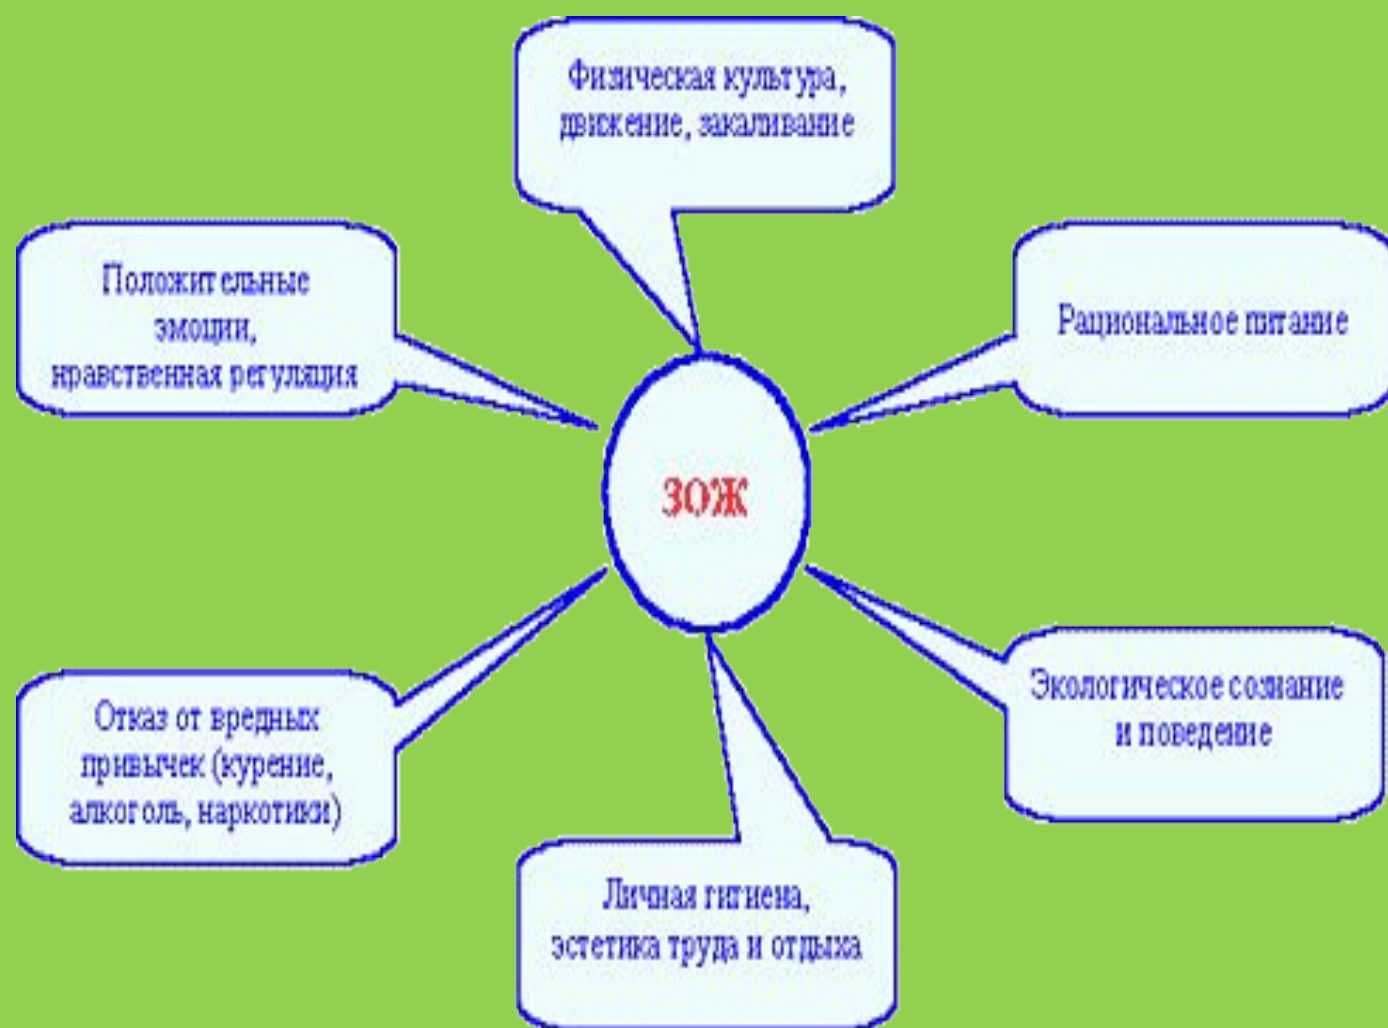 Физическая культура,
движение, закаливание
Положительные
эмоции,
нравственная регуляция
Рациональное питание
ЗОЖ
Отказ от вредных
привычек (курение,
алкоголь, наркотики)
Экологическое сознание
и поведение
Личная гигиена,
эстетика труда и отдыха